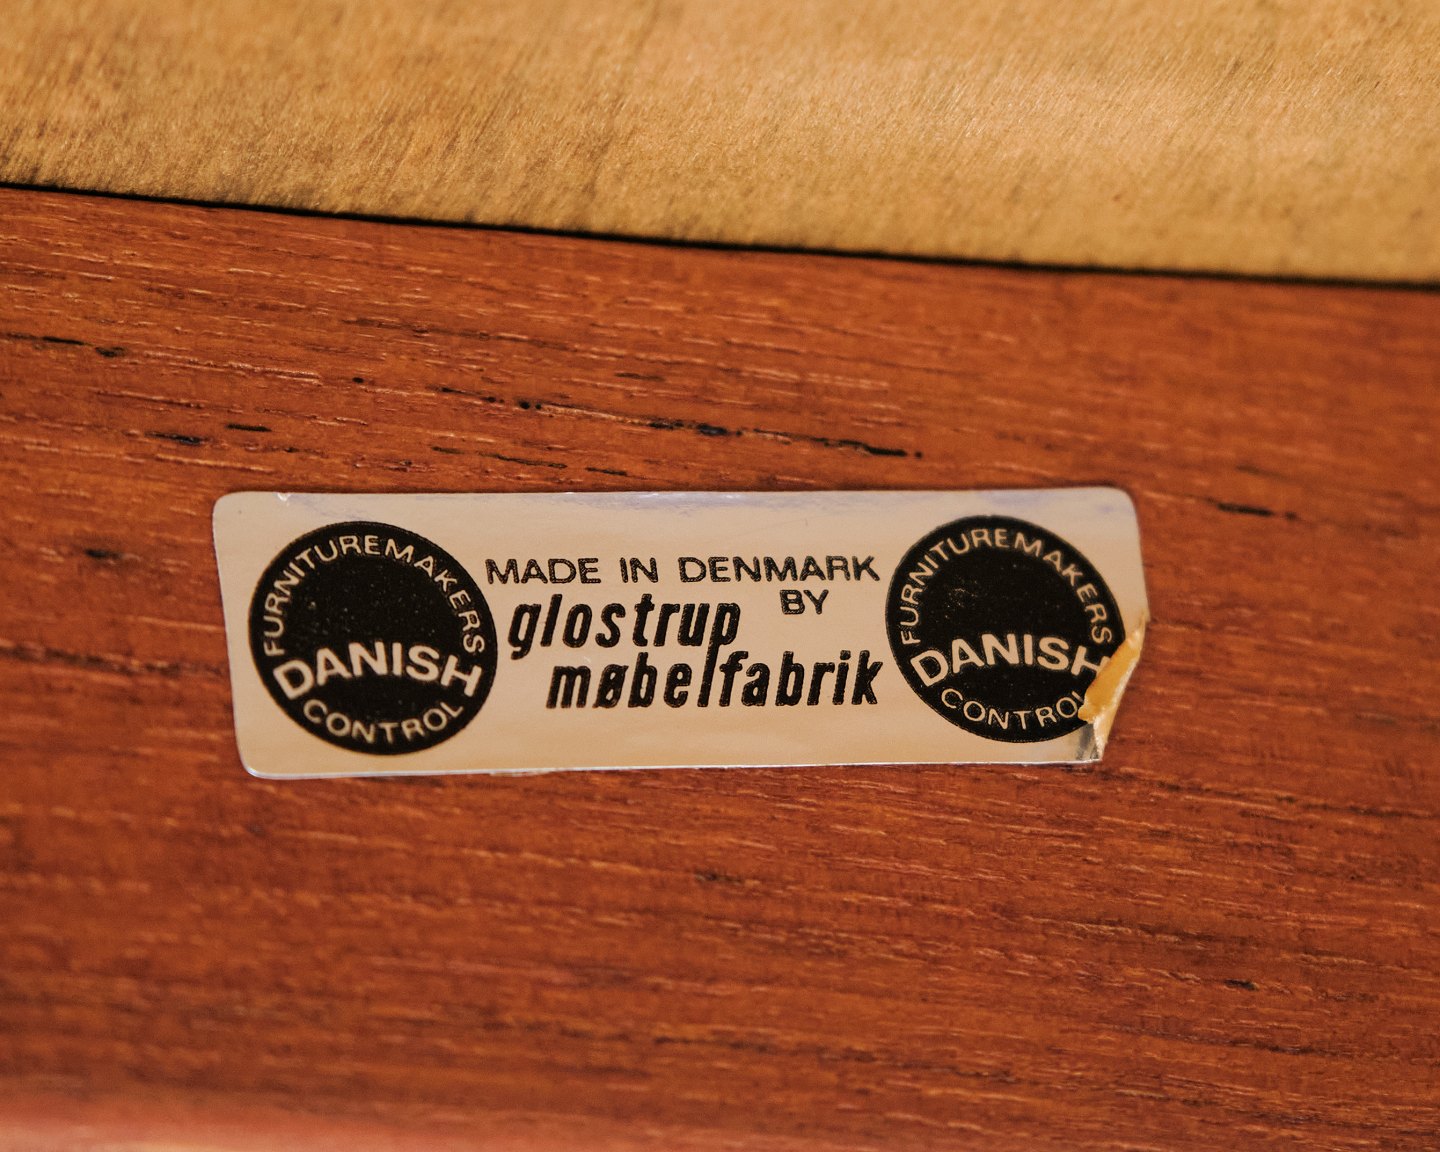 FURNITUREMAKERS
DANISH
CONTROL
MADE IN DENMARK
BY
glostrup
møbelfabrik
FURNITUREMAKERS
DANISH
CONTROL